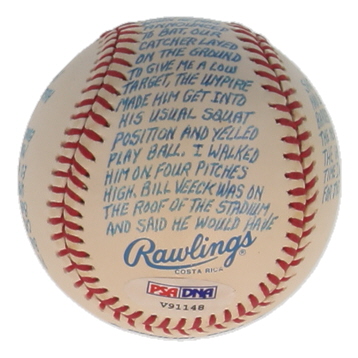 TO BAT, OUR
CATCHER LAYED
ON THE GROUND
TO GIVE ME A LOW
TARGET, THE UMPIRE
MADE HIM GET INTO
HIS USUAL SQUAT
POSITION AND YELLED
PLAY BALL. I WALKED
HIM ON FOUR PITCHES
HIGH. BILL VEECK WAS ON
THE ROOF OF THE STADIUM,
AND SAID HE WOULD HAVE
Rawlings®
COSTA RICA
PSA/DNA
V91148